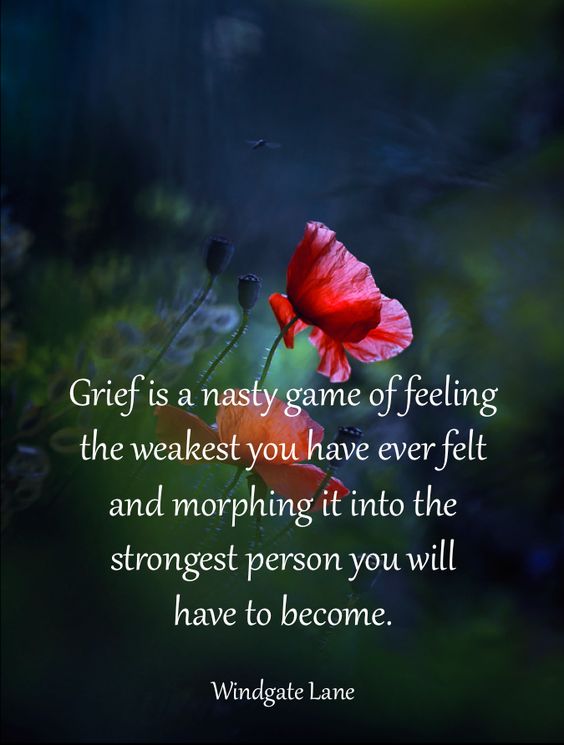 Grief is a nasty game of feeling
the weakest you have ever felt
and morphing it into the
strongest person you will
have to become.
Windgate Lane